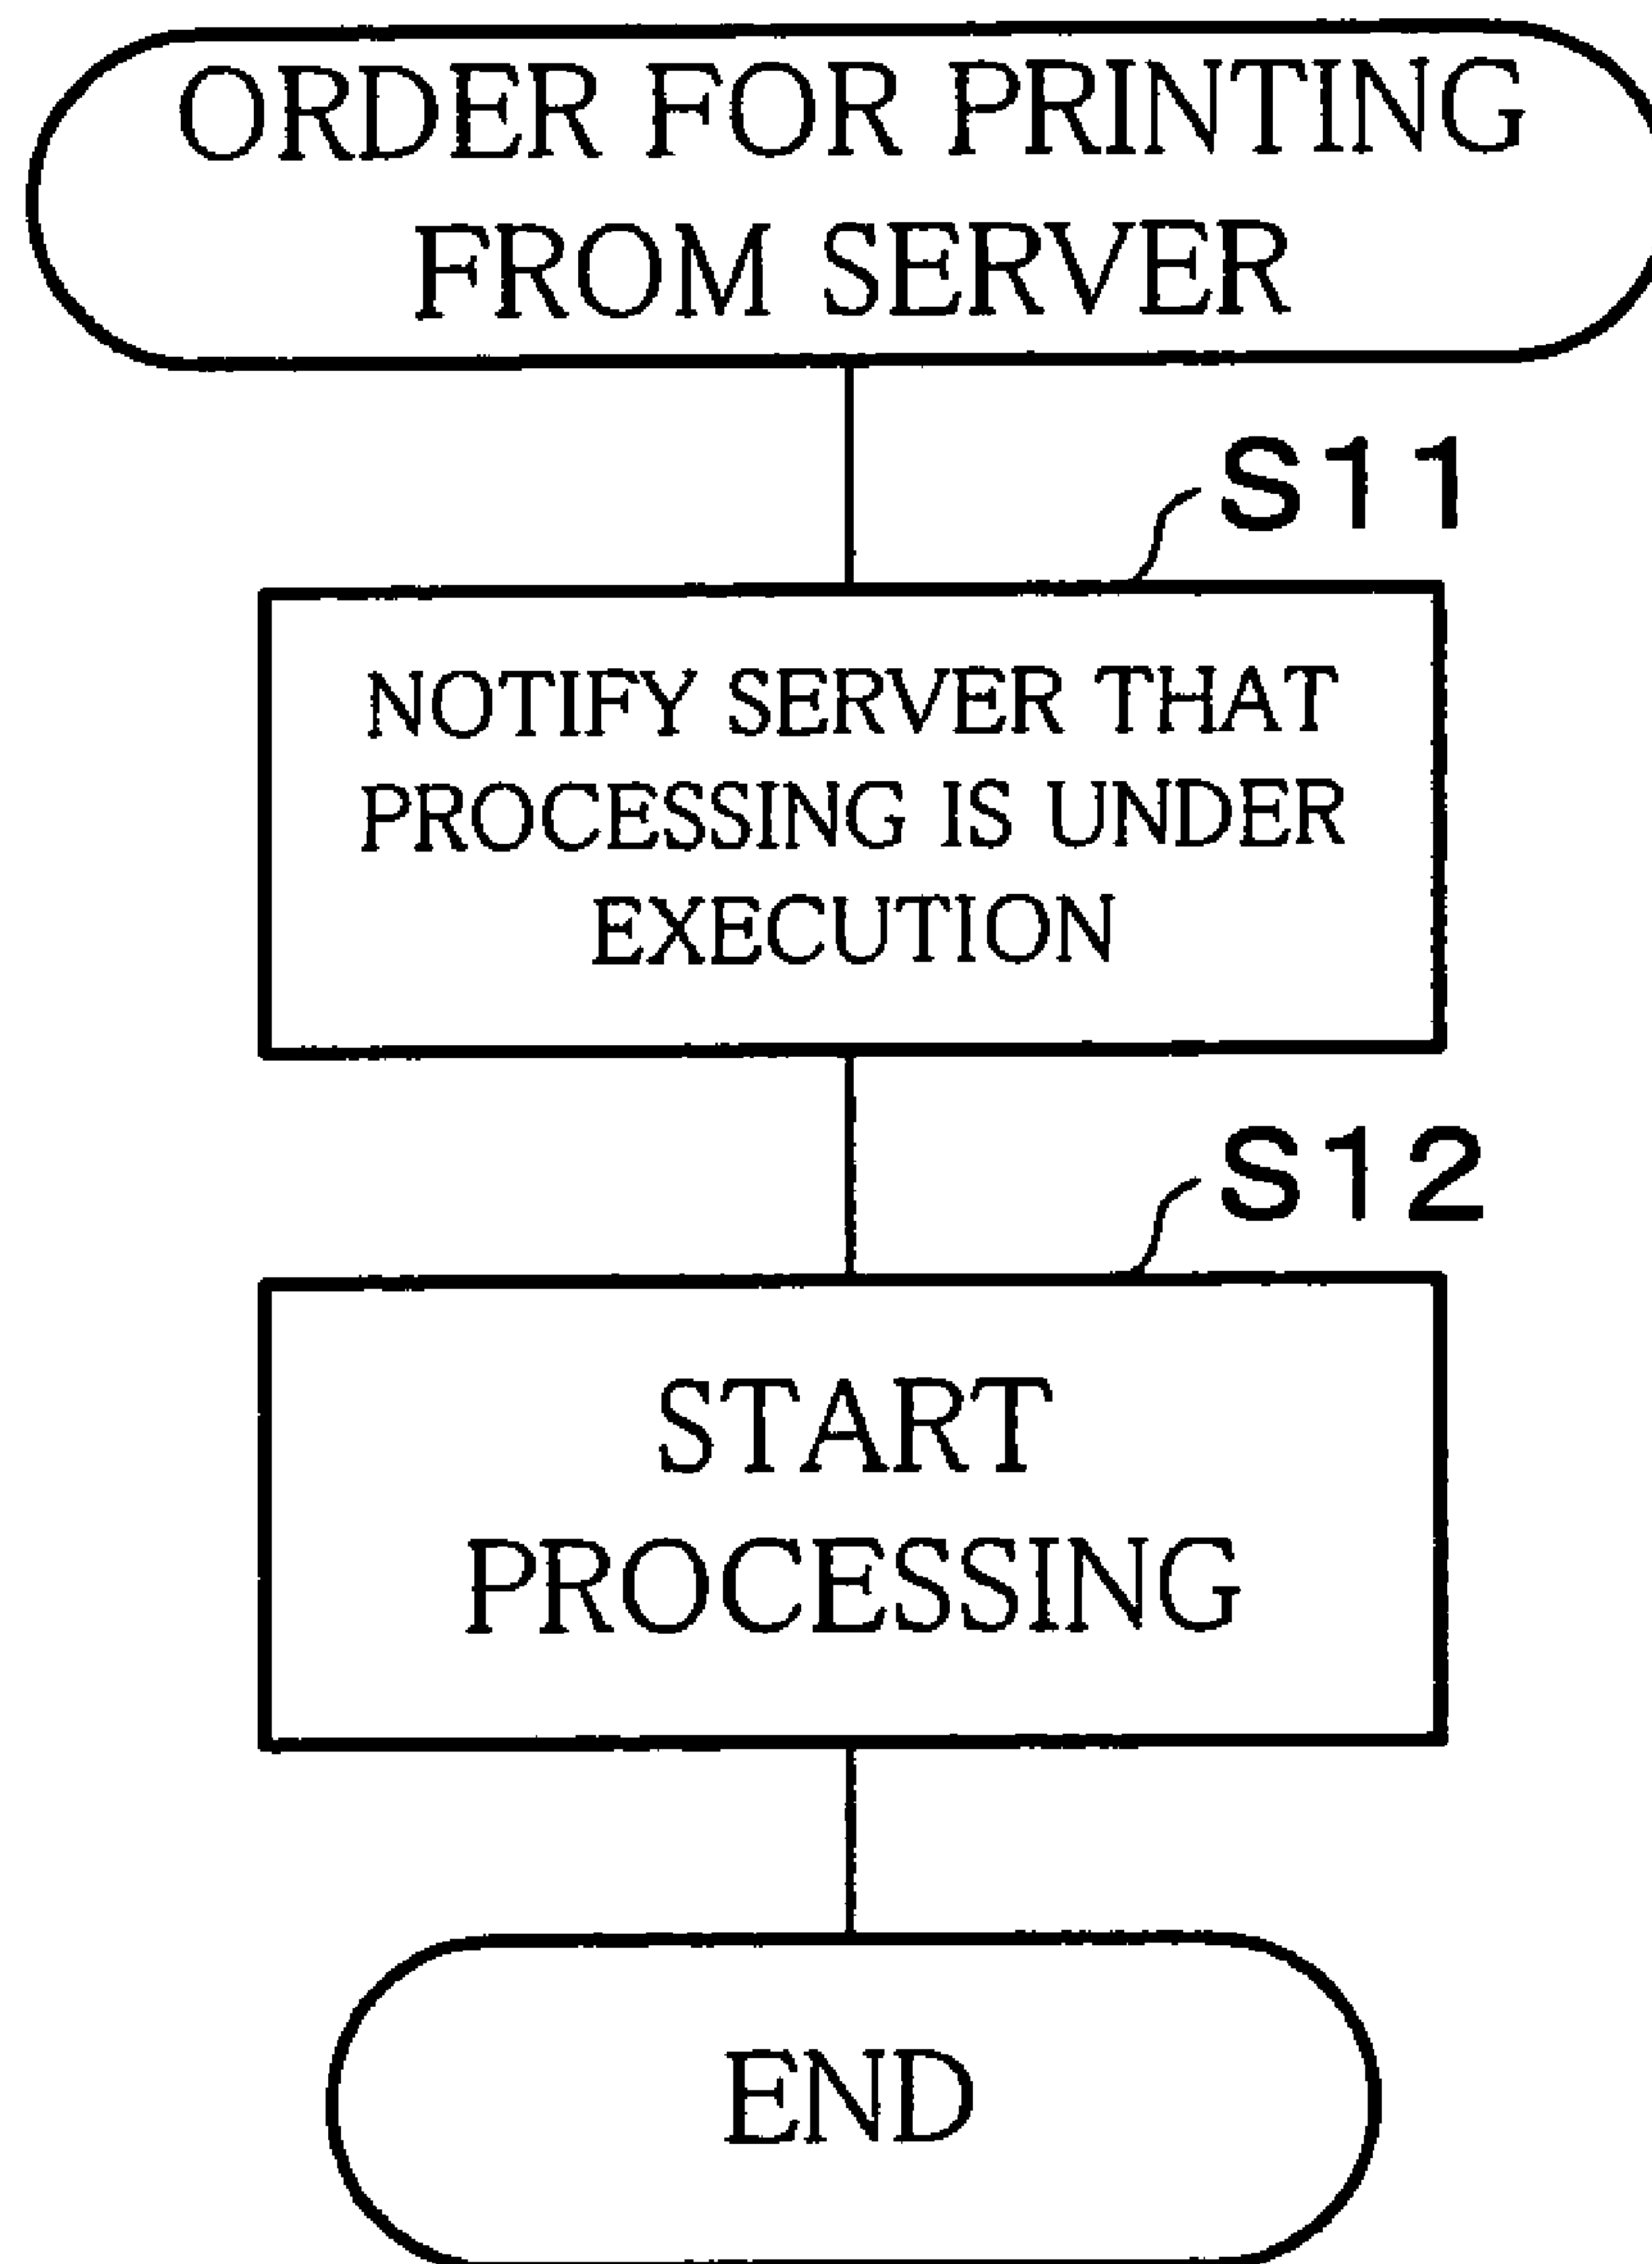 ORDER FOR PRINTING
FROM SERVER
S11
NOTIFY SERVER THAT
PROCESSING IS UNDER
EXECUTION
S12
START
PROCESSING
END